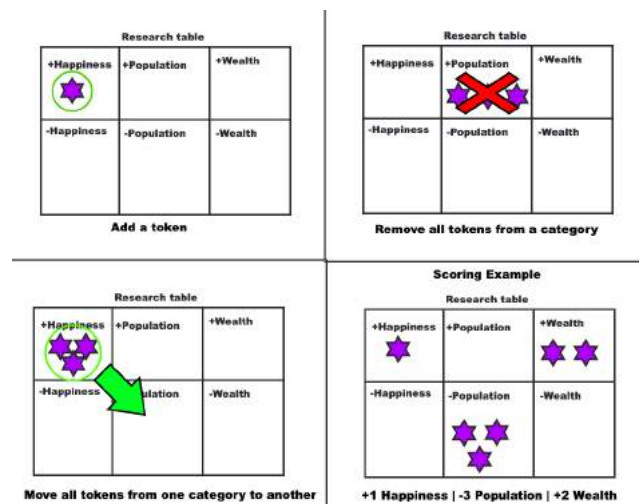 Research table
+Happiness +Population +Wealth
-Happiness -Population -Wealth
Add a token
Research table
+Happiness +Population +Wealth
-Happiness -Population -Wealth
Remove all tokens from a category
Research table
+Happiness +Population +Wealth
-Happiness ulation -Wealth
Move all tokens from one category to another
Scoring Example
Research table
+Happiness +Population +Wealth
-Happiness -Population -Wealth
+1 Happiness | -3 Population | +2 Wealth